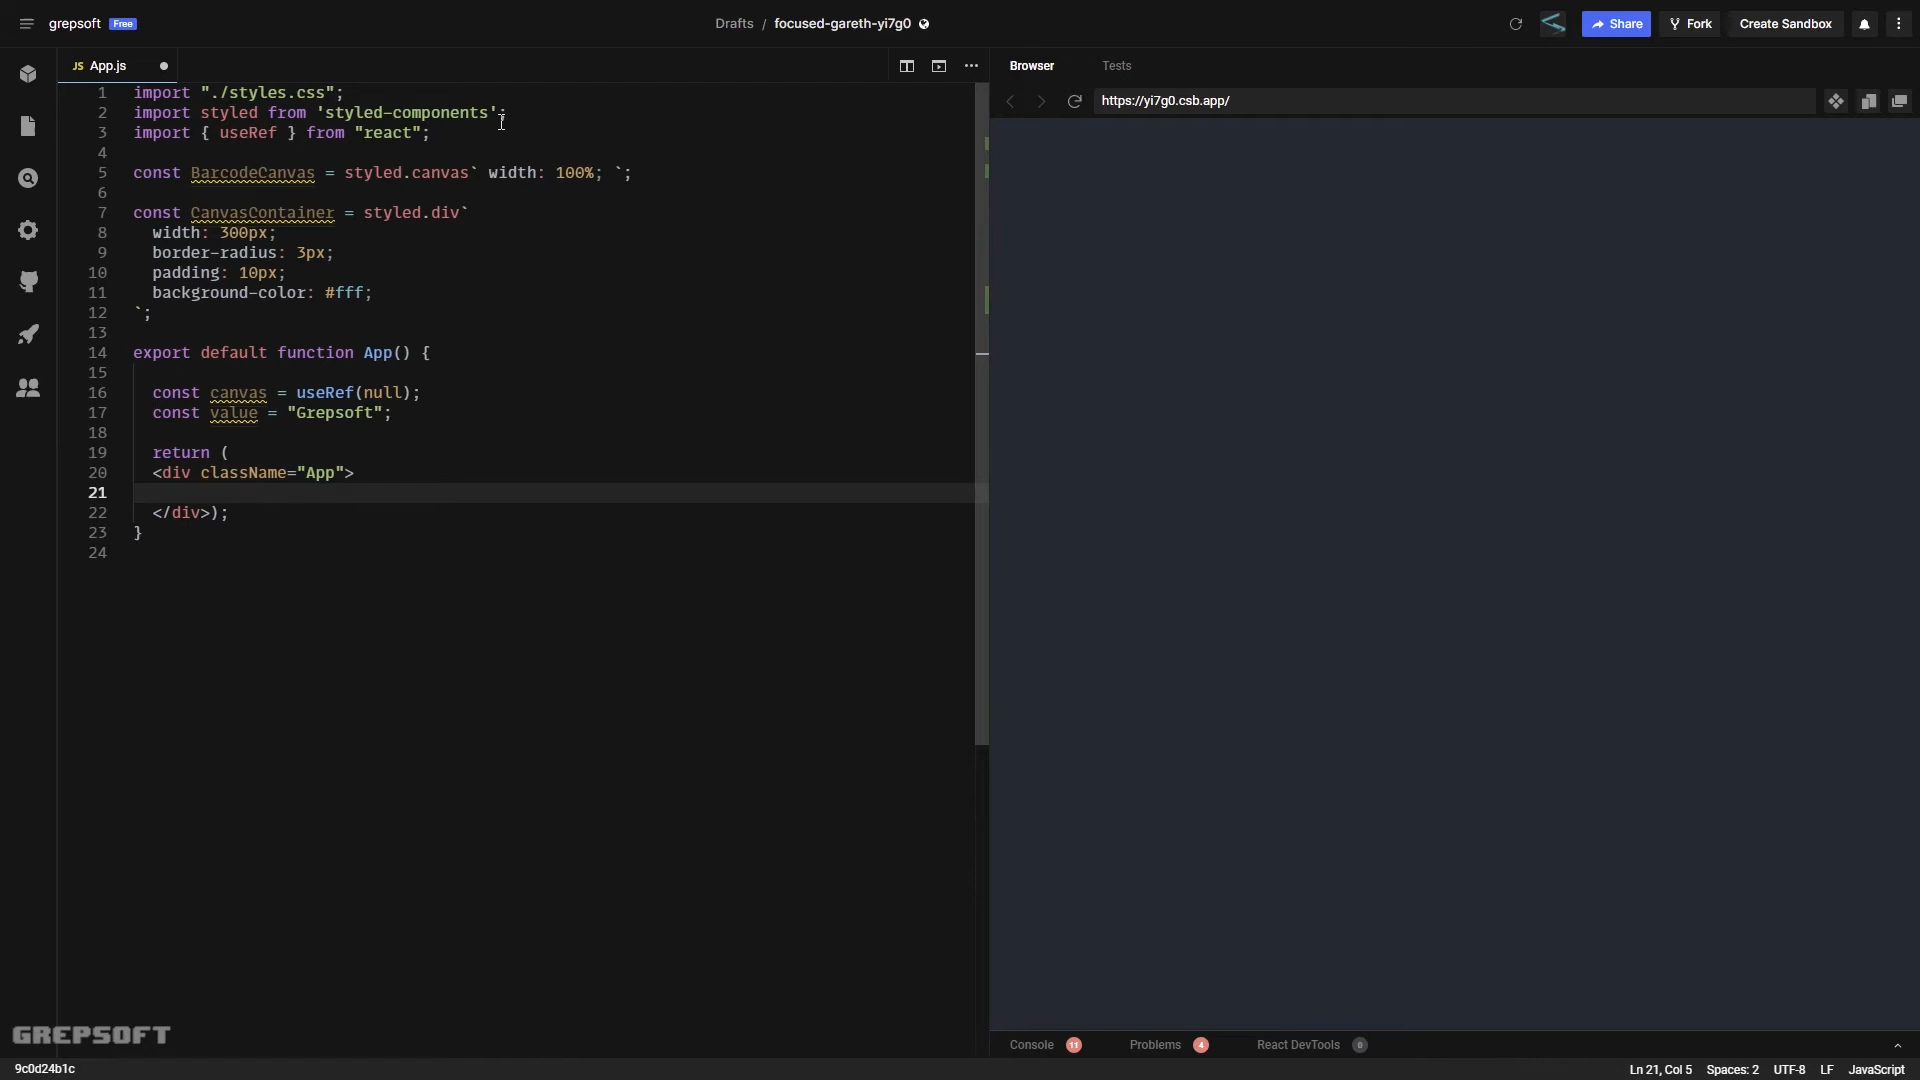 grepsoft Free
Drafts / focused-gareth-yi7g0
Share
Fork
Create Sandbox
JS App.js
Browser
Tests
https://yi7g0.csb.app/
1 import "./styles.css";
2 import styled from 'styled-components';
3 import { useRef } from "react";
4
5 const BarcodeCanvas = styled.canvas` width: 100%; `;
6
7 const CanvasContainer = styled.div`
8 width: 300px;
9 border-radius: 3px;
10 padding: 10px;
11 background-color: #fff;
12 `;
13
14 export default function App() {
15
16 const canvas = useRef(null);
17 const value = "Grepsoft";
18
19 return (
20 <div className="App">
21
22 </div>);
23 }
24
GREPSOFT
Console 11
Problems 4
React DevTools 0
9c0d24b1c
Ln 21, Col 5
Spaces: 2
UTF-8
LF
JavaScript